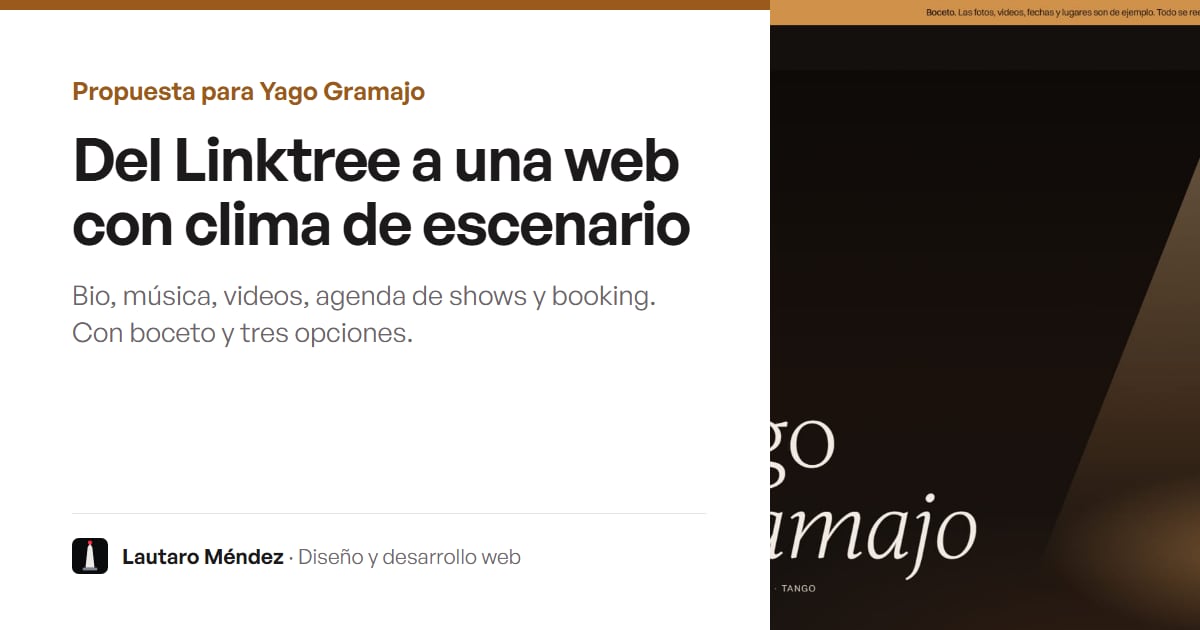 Boceto. Las fotos, videos, fechas y lugares son de ejemplo. Todo se
Propuesta para Yago Gramajo
Del Linktree a una web
con clima de escenario
Bio, música, videos, agenda de shows y booking.
Con boceto y tres opciones.
go
amajo
· TANGO
Lautaro Méndez · Diseño y desarrollo web